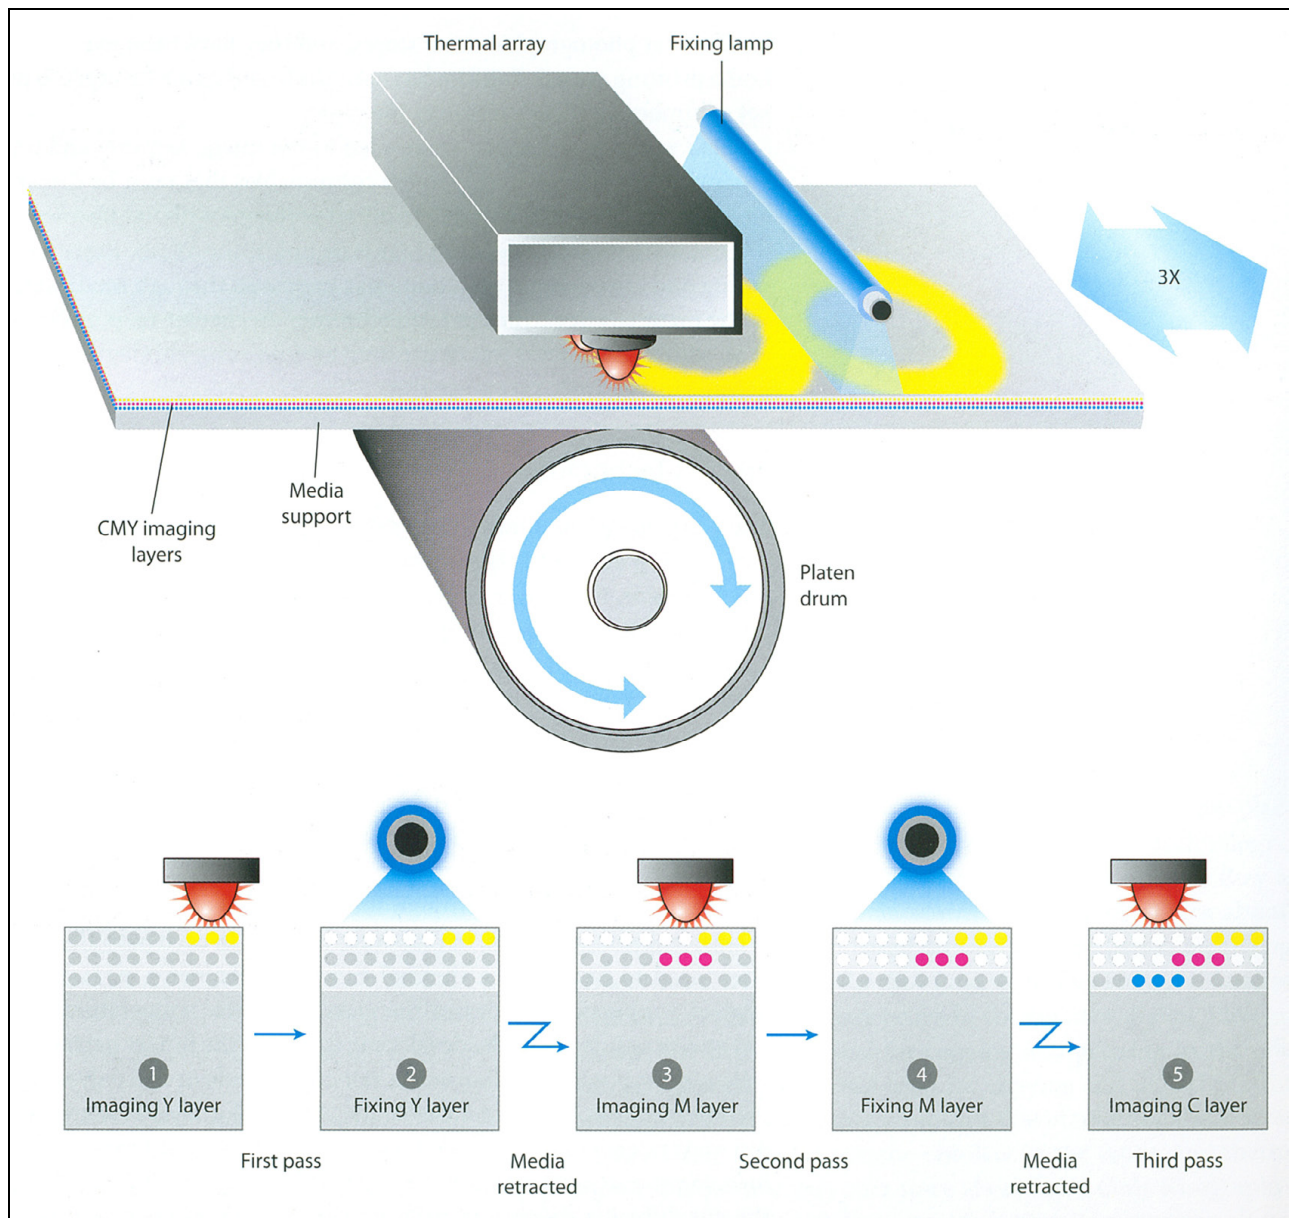 Thermal array
Fixing lamp
3X
CMY imaging
layers
Media
support
Platen
drum
1
Imaging Y layer
2
Fixing Y layer
3
Imaging M layer
4
Fixing M layer
5
Imaging C layer
First pass
Media
retracted
Second pass
Media
retracted
Third pass